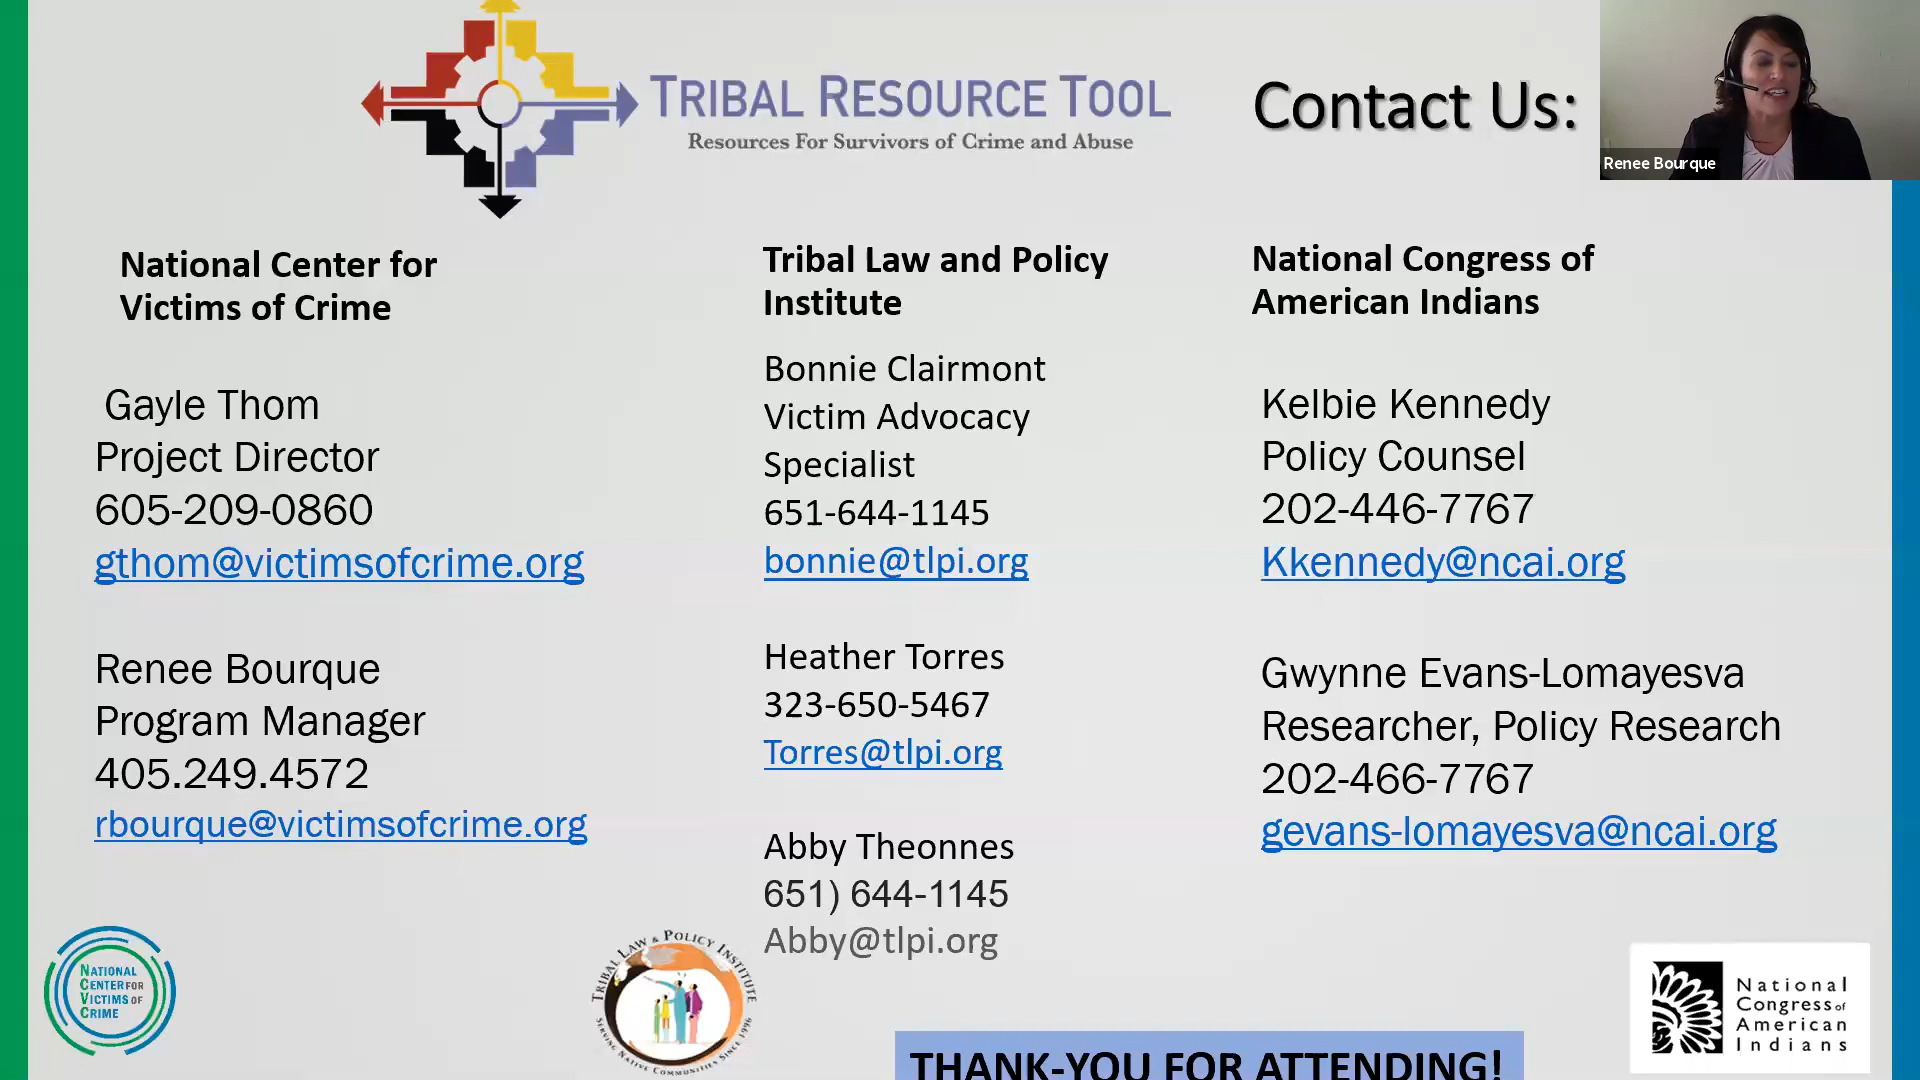 TRIBAL RESOURCE TOOL
Resources For Survivors of Crime and Abuse
Contact Us:
Renee Bourque
National Center for
Victims of Crime
Gayle Thom
Project Director
605-209-0860
gthom@victimsofcrime.org
Renee Bourque
Program Manager
405.249.4572
rbourque@victimsofcrime.org
Tribal Law and Policy
Institute
Bonnie Clairmont
Victim Advocacy
Specialist
651-644-1145
bonnie@tlpi.org
Heather Torres
323-650-5467
Torres@tlpi.org
Abby Theonnes
651) 644-1145
Abby@tlpi.org
National Congress of
American Indians
Kelbie Kennedy
Policy Counsel
202-446-7767
Kkennedy@ncai.org
Gwynne Evans-Lomayesva
Researcher, Policy Research
202-466-7767
gevans-lomayesva@ncai.org
NATIONAL
CENTER FOR
VICTIMS OF
CRIME
TRIBAL LAW & POLICY INSTITUTE
SERVING NATIVE COMMUNITIES SINCE 1996
National
Congress of
American
Indians
THANK-YOU FOR ATTENDING!